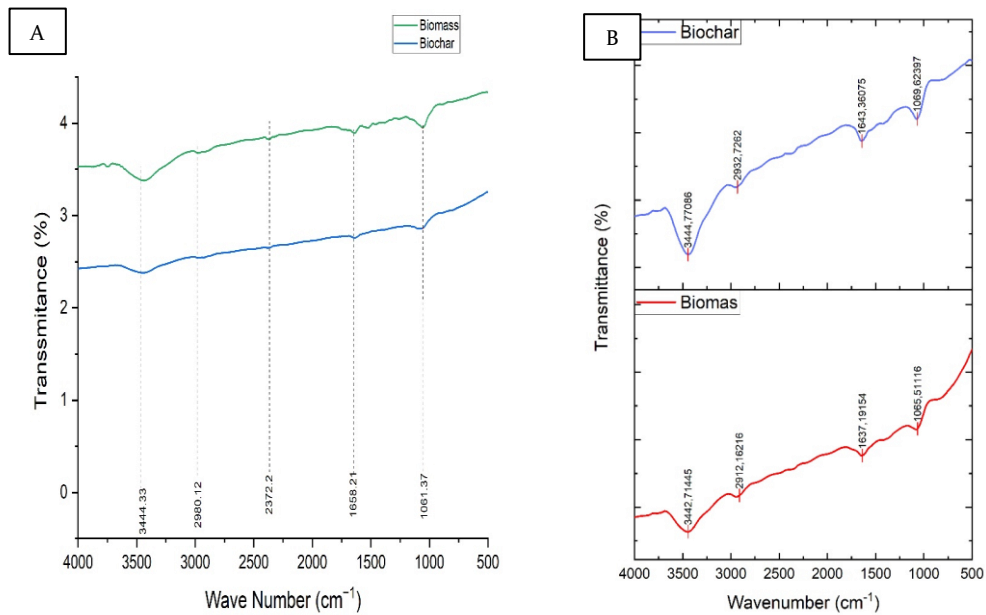 A
Biomass
Biochar
Transsmitance (%)
4
3
2
1
0
3444.33
2980.12
2372.2
1658.21
1061.37
4000 3500 3000 2500 2000 1500 1000 500
Wave Number (cm⁻¹)
B
Biochar
3444,77086
2932,7262
1643,36075
1069,62397
Transmittance (%)
Biomas
3442,71445
2912,16216
1637,19154
1065,51116
4000 3500 3000 2500 2000 1500 1000 500
Wavenumber (cm⁻¹)